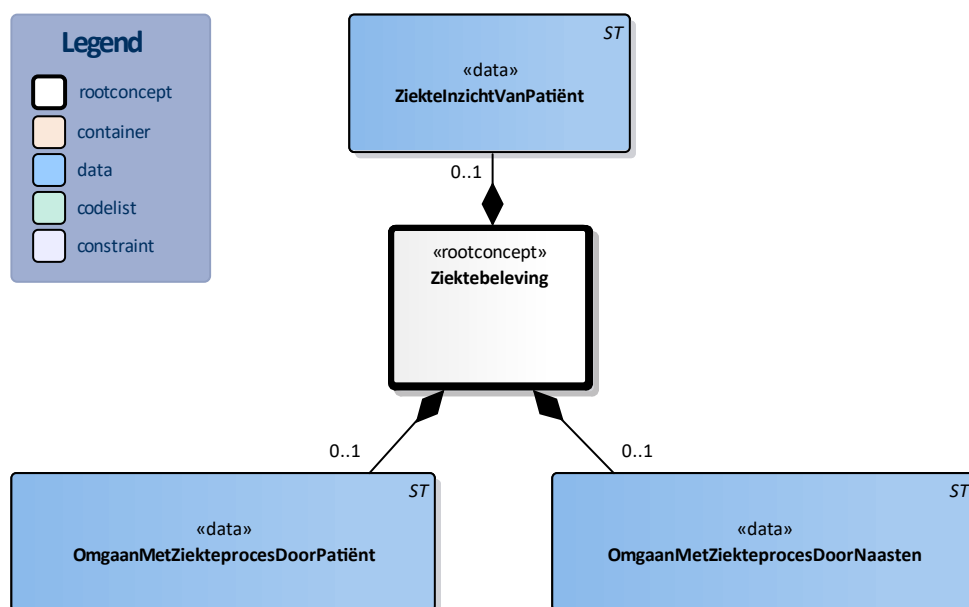 Legend
rootconcept
container
data
codelist
constraint
ST
«data»
ZiekteInzichtVanPatiënt
0..1
«rootconcept»
Ziektebeleving
0..1
0..1
ST
«data»
OmgaanMetZiekteprocesDoorPatiënt
ST
«data»
OmgaanMetZiekteprocesDoorNaasten